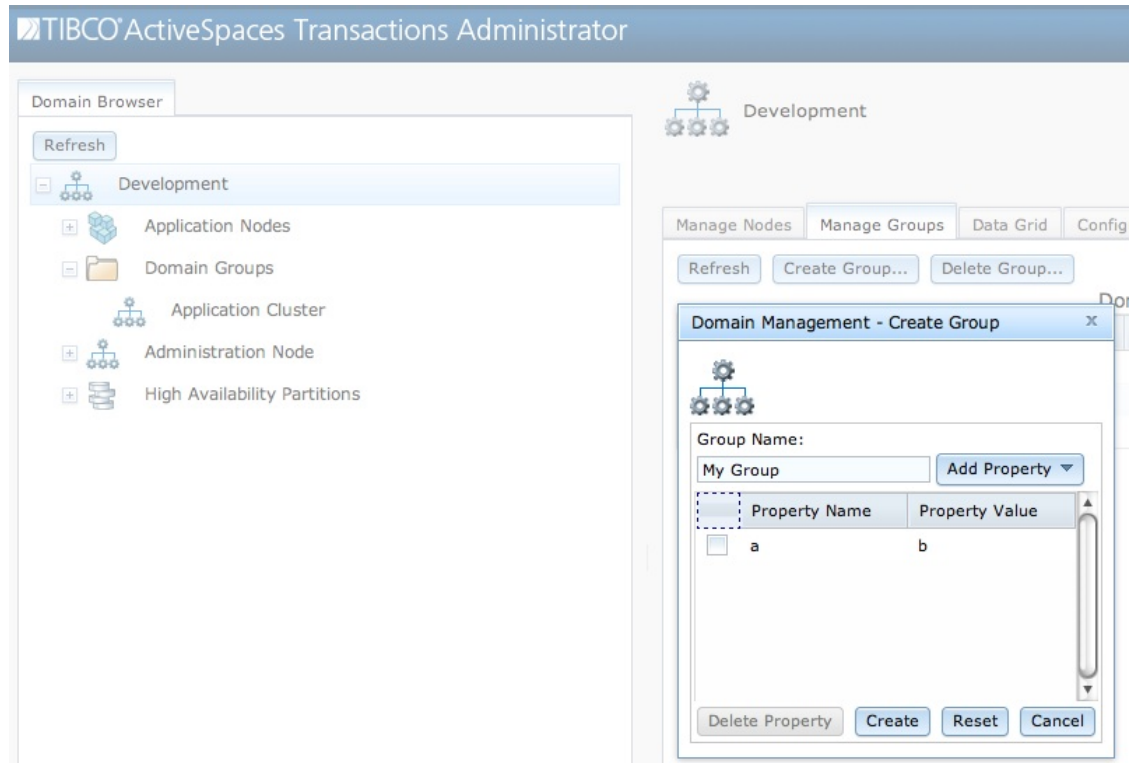 TIBCO® ActiveSpaces Transactions Administrator
Domain Browser
Refresh
Development
Application Nodes
Domain Groups
Application Cluster
Administration Node
High Availability Partitions
Development
Manage Nodes Manage Groups Data Grid Config
Refresh Create Group... Delete Group...
Dor
Domain Management - Create Group x
Group Name:
My Group Add Property
Property Name Property Value
a b
Delete Property Create Reset Cancel